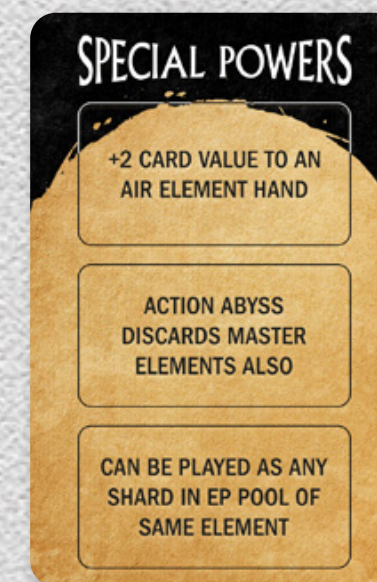 SPECIAL POWERS
+2 CARD VALUE TO AN
AIR ELEMENT HAND
ACTION ABYSS
DISCARDS MASTER
ELEMENTS ALSO
CAN BE PLAYED AS ANY
SHARD IN EP POOL OF
SAME ELEMENT